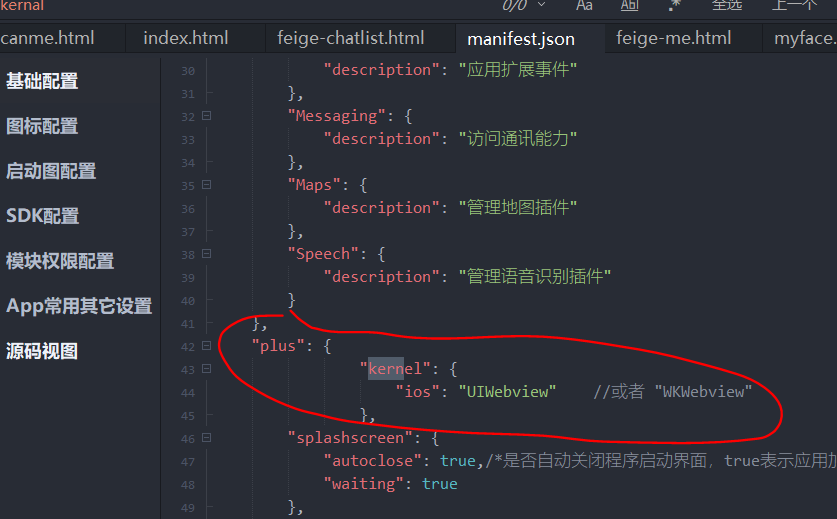 kernal
0/0 Aa Ab| .* 全选 上一个
canme.html index.html feige-chatlist.html manifest.json feige-me.html myface.
基础配置
图标配置
启动图配置
SDK配置
模块权限配置
App常用其它设置
源码视图
30 "description": "应用扩展事件"
31 },
32 "Messaging": {
33 "description": "访问通讯能力"
34 },
35 "Maps": {
36 "description": "管理地图插件"
37 },
38 "Speech": {
39 "description": "管理语音识别插件"
40 }
41 },
42 "plus": {
43 "kernel": {
44 "ios": "UIWebview" //或者 "WKWebview"
45 },
46 "splashscreen": {
47 "autoclose": true,/*是否自动关闭程序启动界面，true表示应用加
48 "waiting": true
49 },